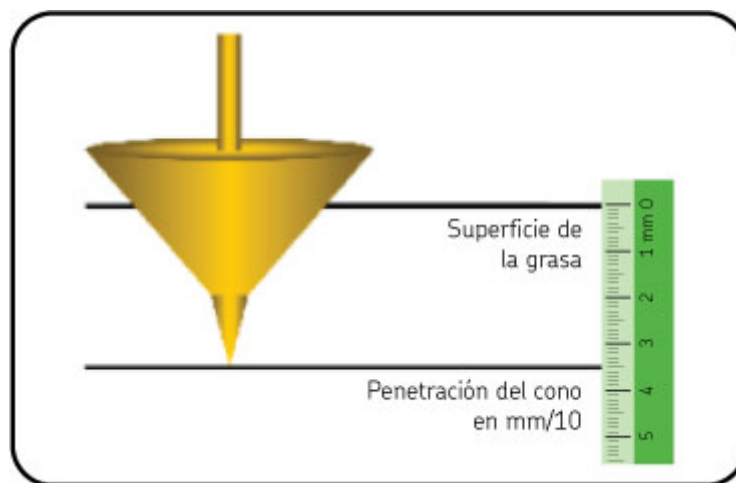 Superficie de
la grasa
Penetración del cono
en mm/10
0
1 mm
2
3
4
5